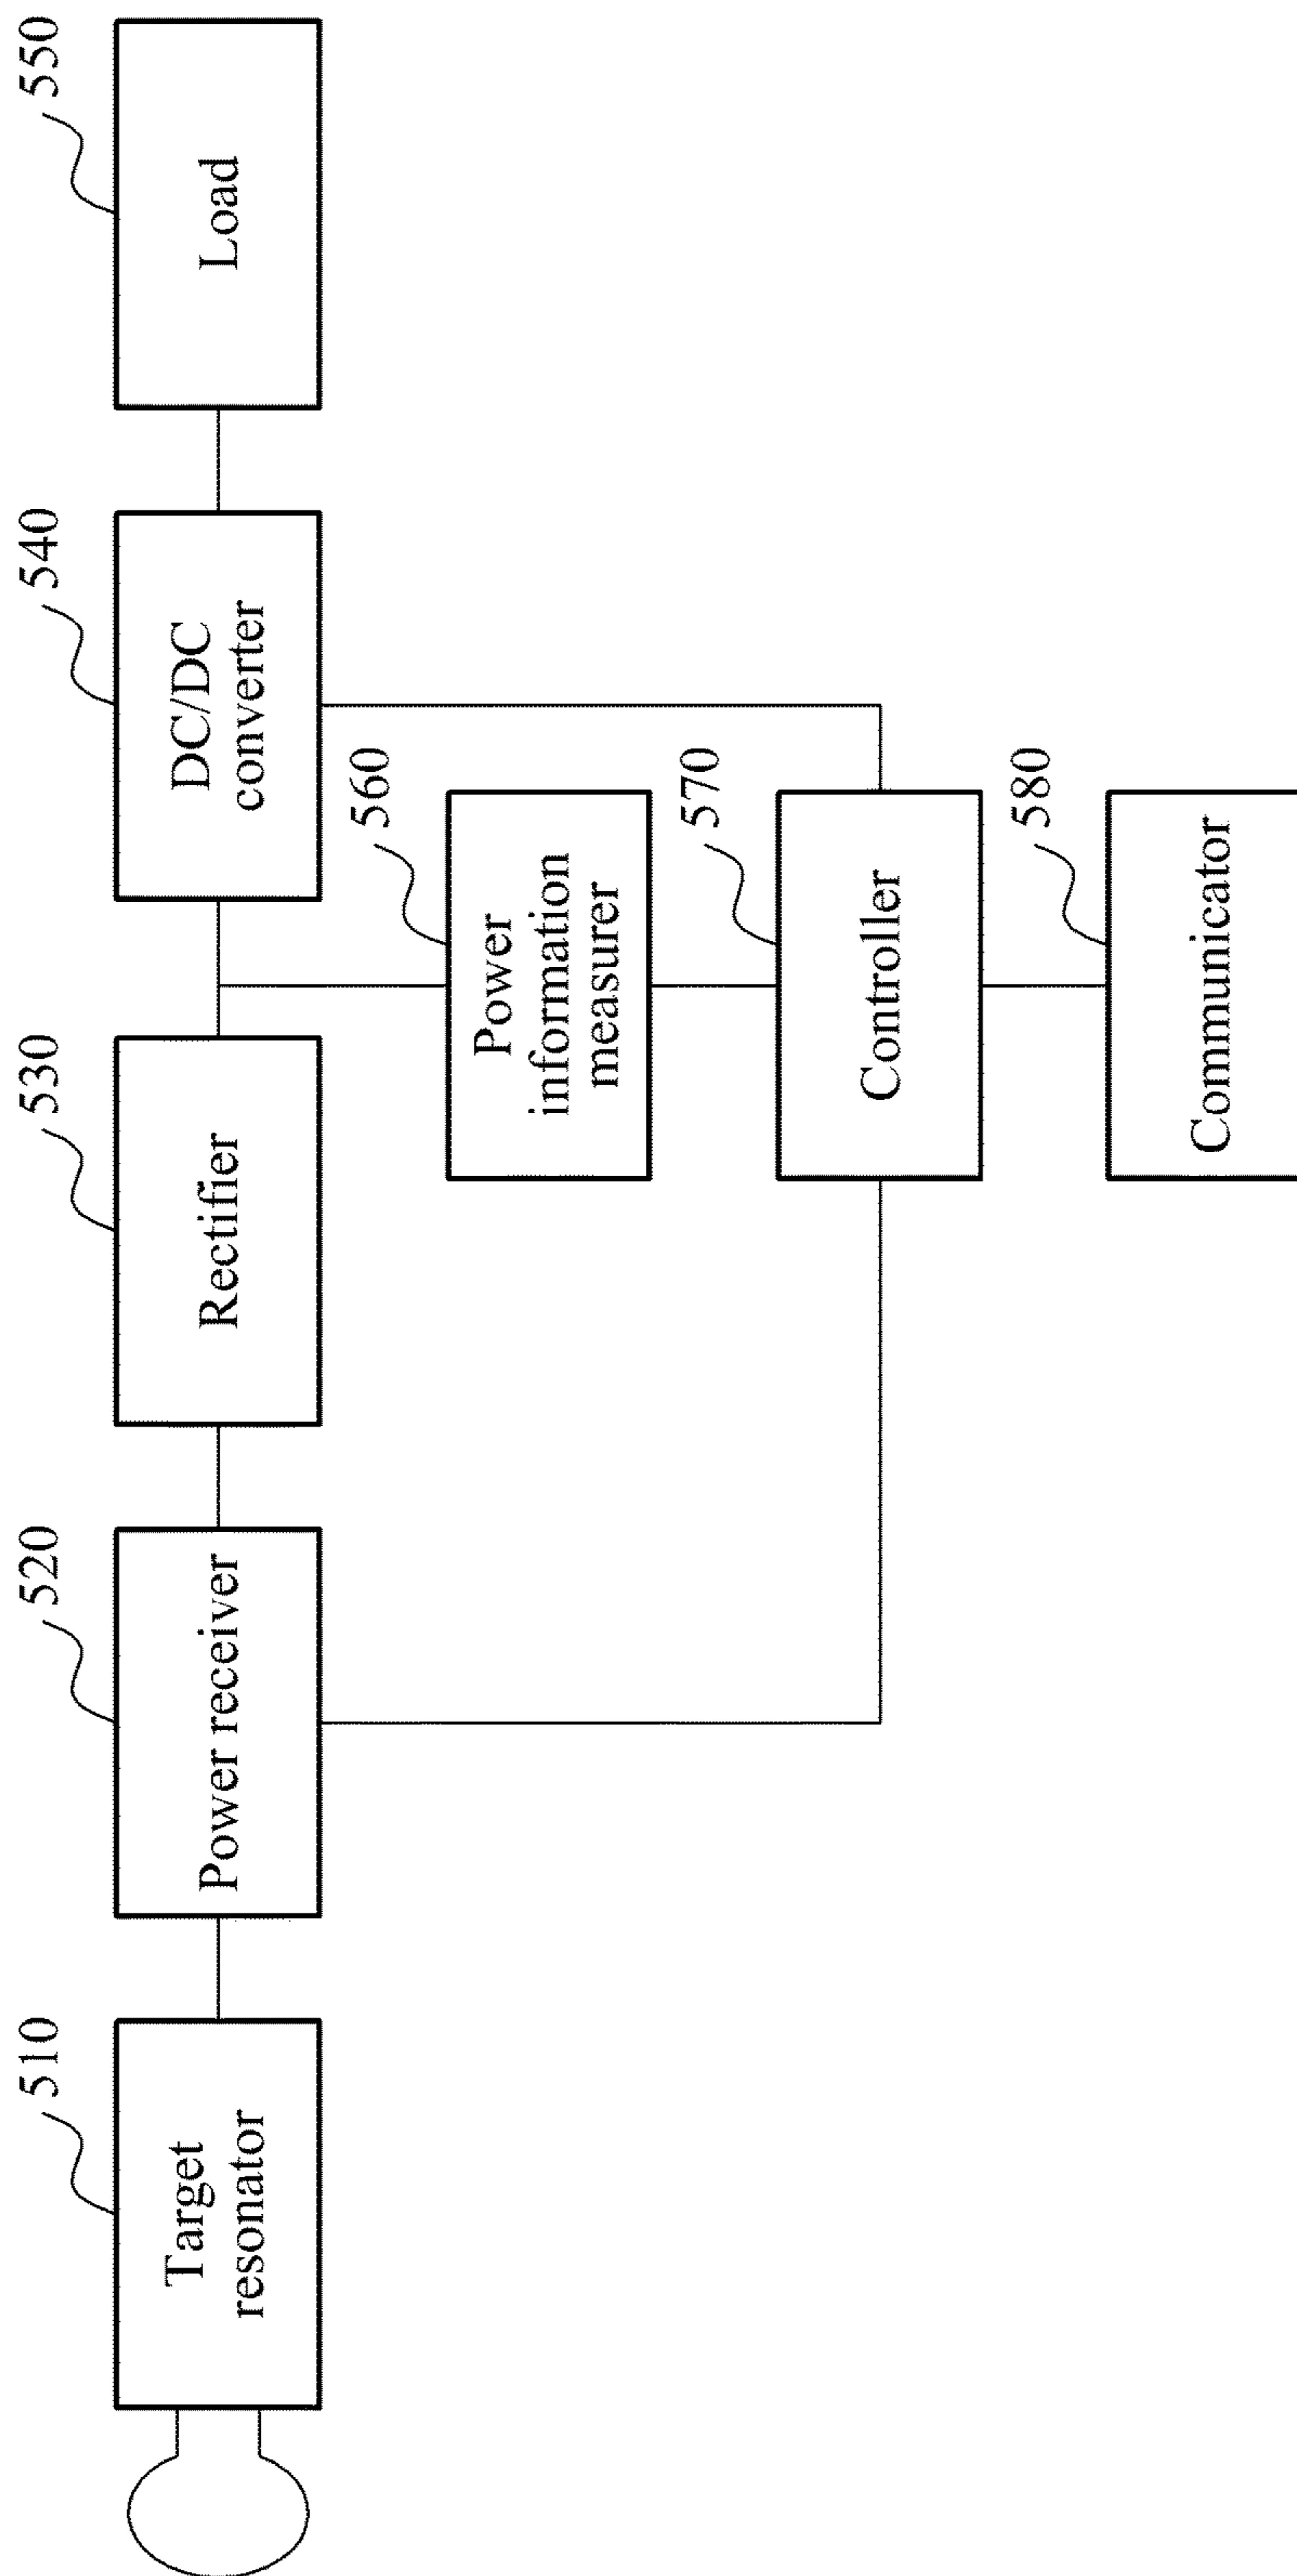 510
Target
resonator
520
Power receiver
530
Rectifier
540
DC/DC
converter
550
Load
560
Power
information
measurer
570
Controller
580
Communicator